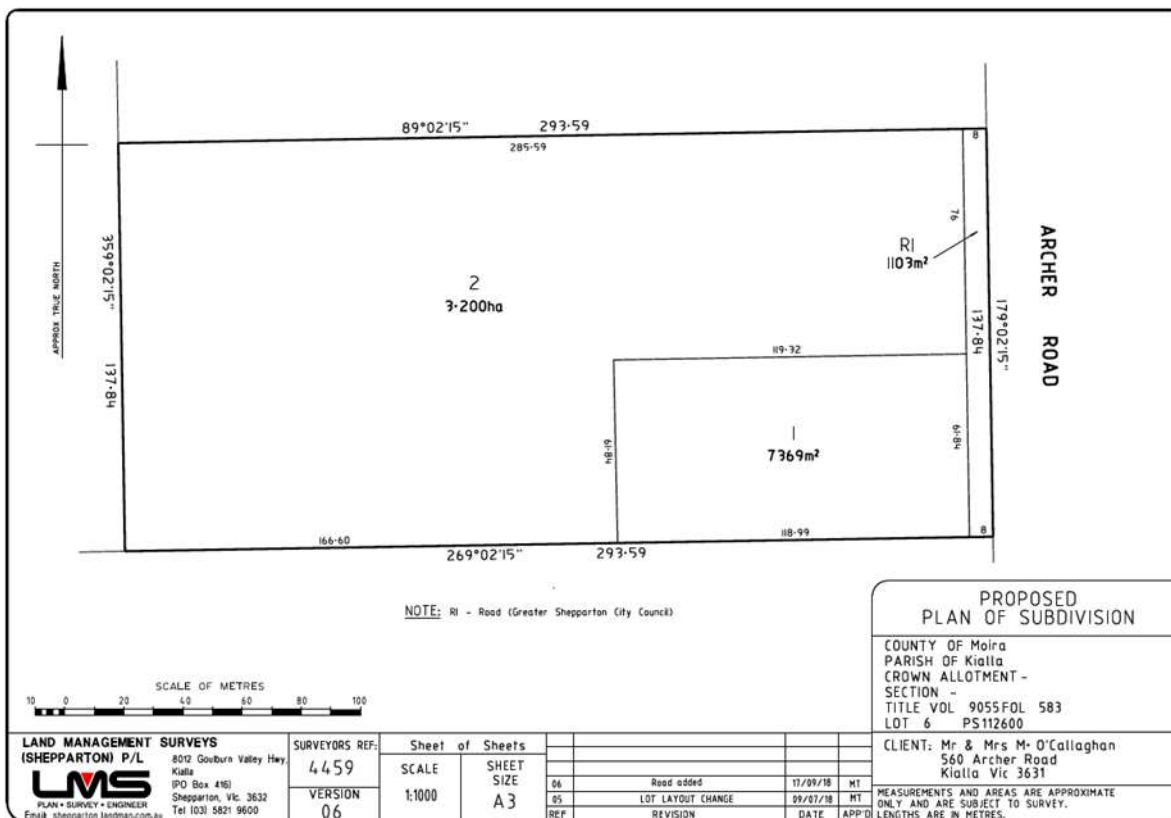 89°02'15" 293·59
285·59
8
APPROX TRUE NORTH
359°02'15"
137·84
2
3·200ha
76
R1
1103m²
ARCHER ROAD
179°02'15"
137·84
119·32
61·84
1
7369m²
61·84
166·60
118·99
8
269°02'15" 293·59
NOTE: R1 - Road (Greater Shepparton City Council)
SCALE OF METRES
10 0 20 40 60 80 100
PROPOSED
PLAN OF SUBDIVISION
COUNTY OF Moira
PARISH OF Kialla
CROWN ALLOTMENT -
SECTION -
TITLE VOL 9055FOL 583
LOT 6 PS112600
CLIENT: Mr & Mrs M· O'Callaghan
560 Archer Road
Kialla Vic 3631
MEASUREMENTS AND AREAS ARE APPROXIMATE
ONLY AND ARE SUBJECT TO SURVEY.
LENGTHS ARE IN METRES.
LAND MANAGEMENT SURVEYS
(SHEPPARTON) P/L
LMS
PLAN • SURVEY • ENGINEER
Email: shepparton.landman.com.au
8012 Goulburn Valley Hwy,
Kialla
(PO Box 416)
Shepparton, Vic. 3632
Tel (03) 5821 9600
SURVEYORS REF:
4459
VERSION
06
Sheet of Sheets
SCALE
1:1000
SHEET
SIZE
A3
06 Road added 17/09/18 MT
05 LOT LAYOUT CHANGE 09/07/18 MT
REF REVISION DATE APP'D